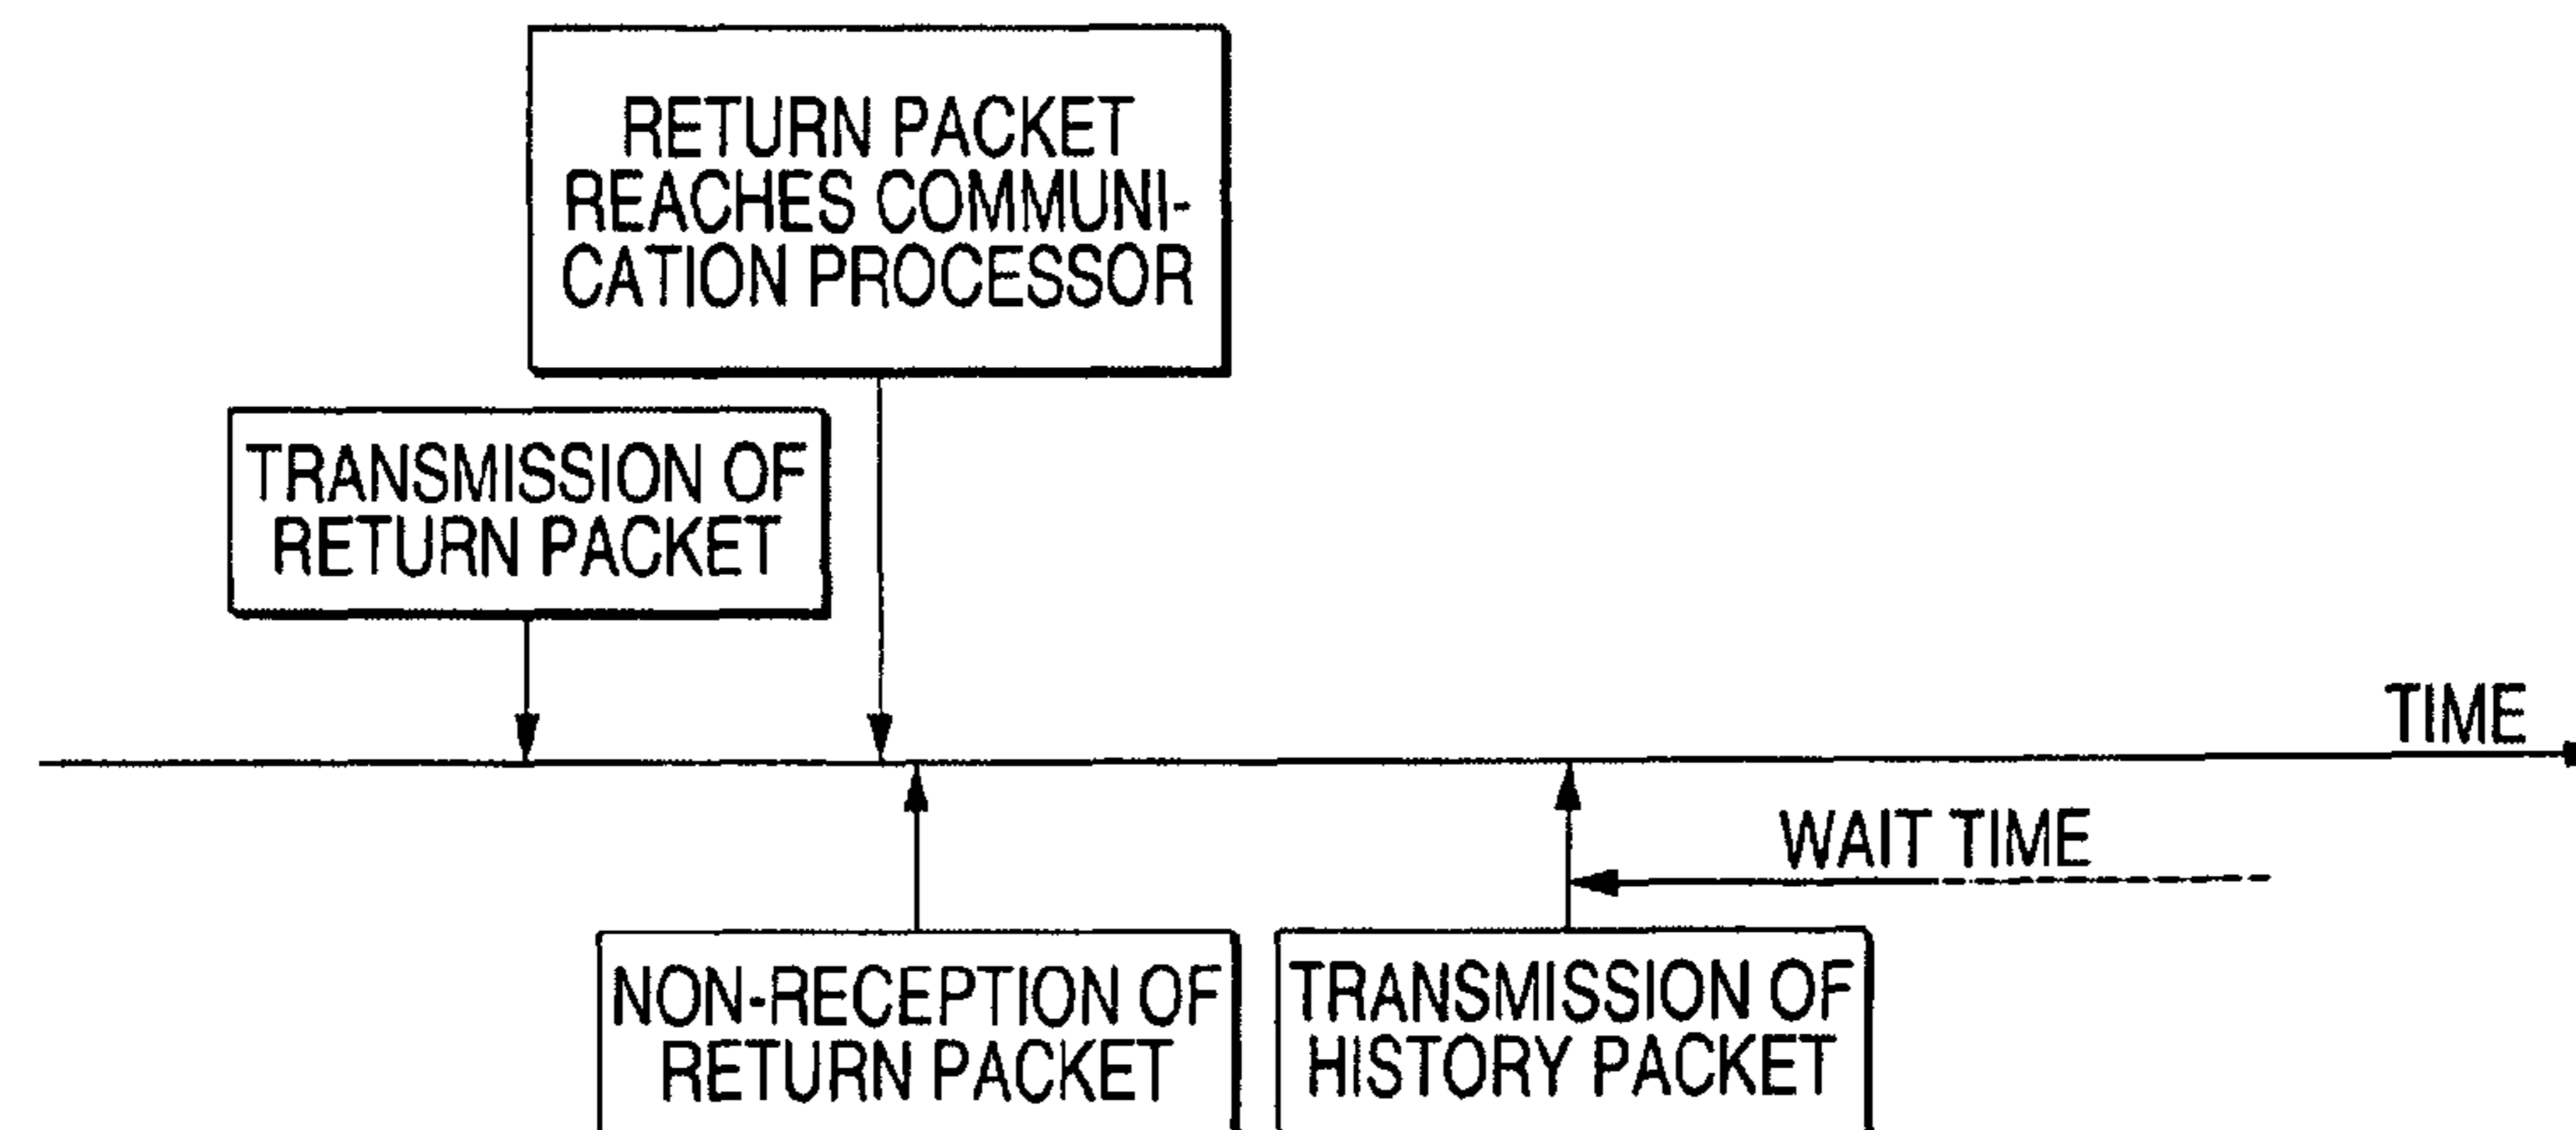 RETURN PACKET
REACHES COMMUNI-
CATION PROCESSOR
TRANSMISSION OF
RETURN PACKET
TIME
WAIT TIME
NON-RECEPTION OF
RETURN PACKET
TRANSMISSION OF
HISTORY PACKET